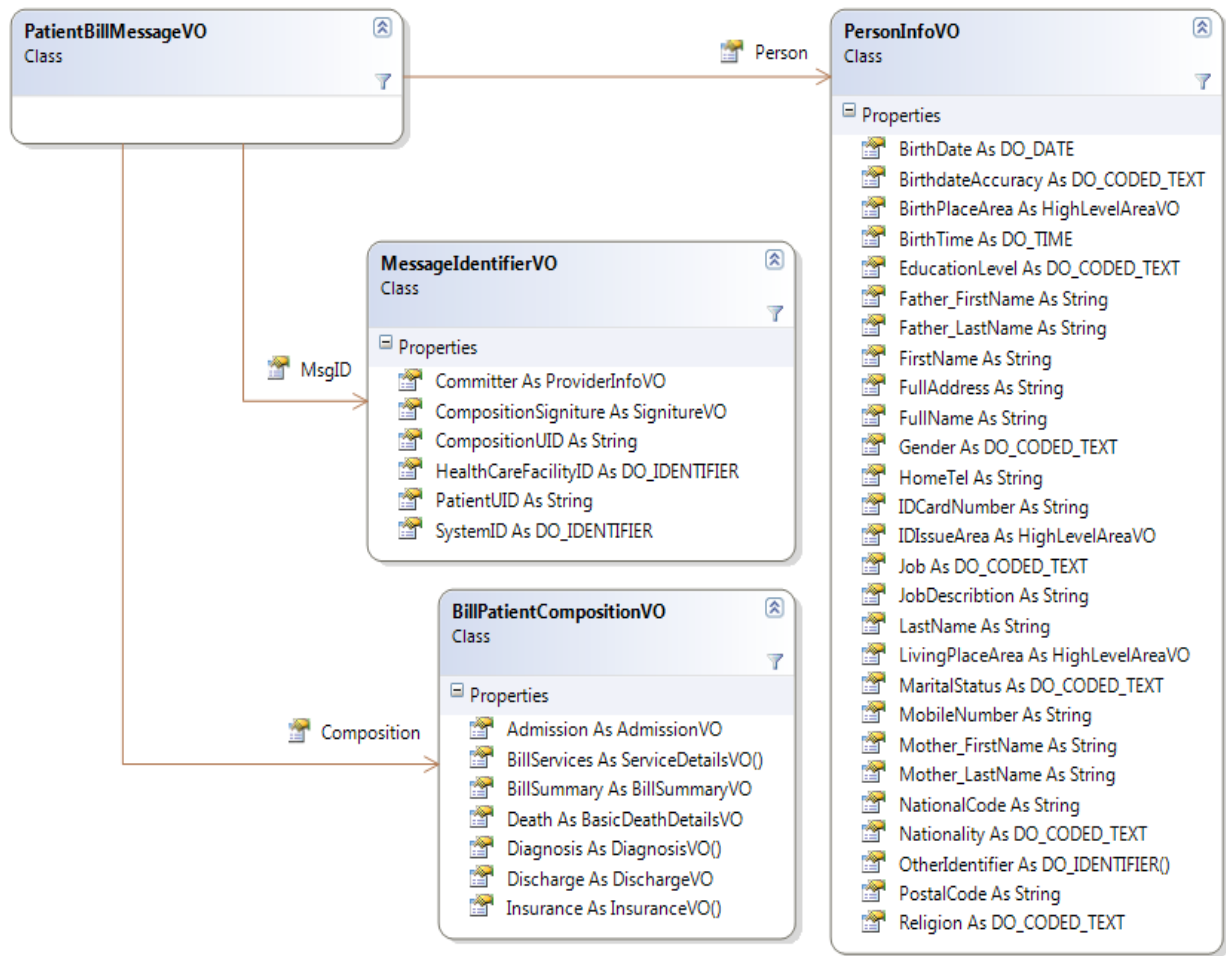 PatientBillMessageVO
Class
Person
PersonInfoVO
Class
Properties
BirthDate As DO_DATE
BirthdateAccuracy As DO_CODED_TEXT
BirthPlaceArea As HighLevelAreaVO
BirthTime As DO_TIME
EducationLevel As DO_CODED_TEXT
Father_FirstName As String
Father_LastName As String
FirstName As String
FullAddress As String
FullName As String
Gender As DO_CODED_TEXT
HomeTel As String
IDCardNumber As String
IDIssueArea As HighLevelAreaVO
Job As DO_CODED_TEXT
JobDescribtion As String
LastName As String
LivingPlaceArea As HighLevelAreaVO
MaritalStatus As DO_CODED_TEXT
MobileNumber As String
Mother_FirstName As String
Mother_LastName As String
NationalCode As String
Nationality As DO_CODED_TEXT
OtherIdentifier As DO_IDENTIFIER()
PostalCode As String
Religion As DO_CODED_TEXT
MsgID
MessageIdentifierVO
Class
Properties
Committer As ProviderInfoVO
CompositionSigniture As SignitureVO
CompositionUID As String
HealthCareFacilityID As DO_IDENTIFIER
PatientUID As String
SystemID As DO_IDENTIFIER
Composition
BillPatientCompositionVO
Class
Properties
Admission As AdmissionVO
BillServices As ServiceDetailsVO()
BillSummary As BillSummaryVO
Death As BasicDeathDetailsVO
Diagnosis As DiagnosisVO()
Discharge As DischargeVO
Insurance As InsuranceVO()